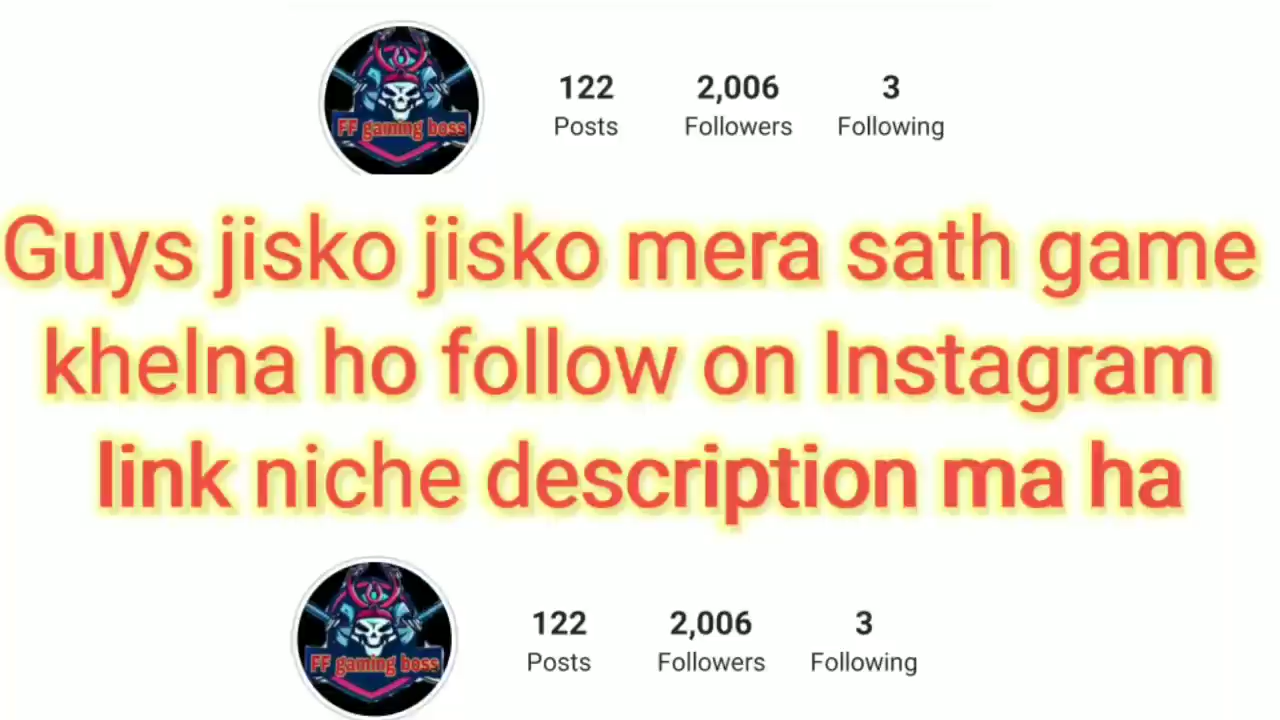 FF gaming boss
122 2,006 3
Posts Followers Following
Guys jisko jisko mera sath game
khelna ho follow on Instagram
link niche description ma ha
FF gaming boss
122 2,006 3
Posts Followers Following